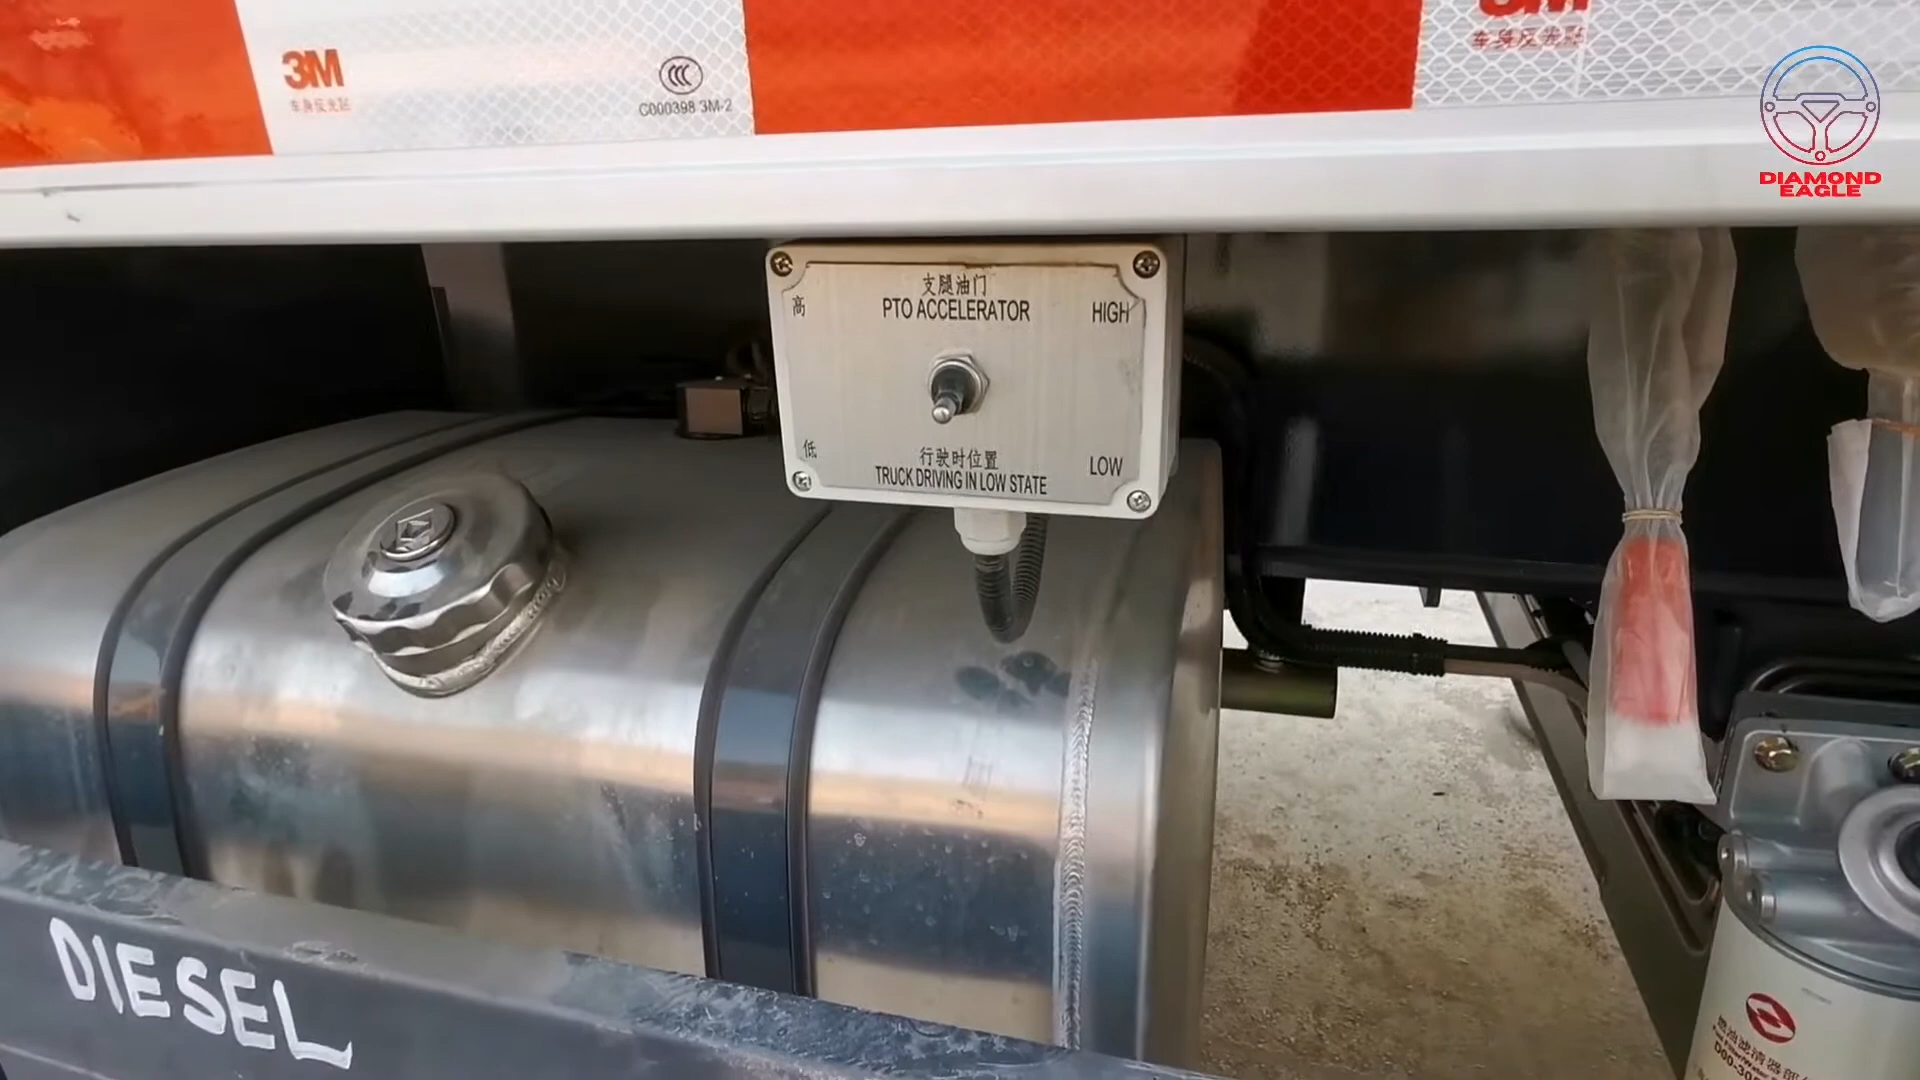 3M
车身反光贴
C000398 3M-2
3M
车身反光贴
DIAMOND
EAGLE
支腿油门
高 PTO ACCELERATOR HIGH
低 行驶时位置 LOW
TRUCK DRIVING IN LOW STATE
DIESEL